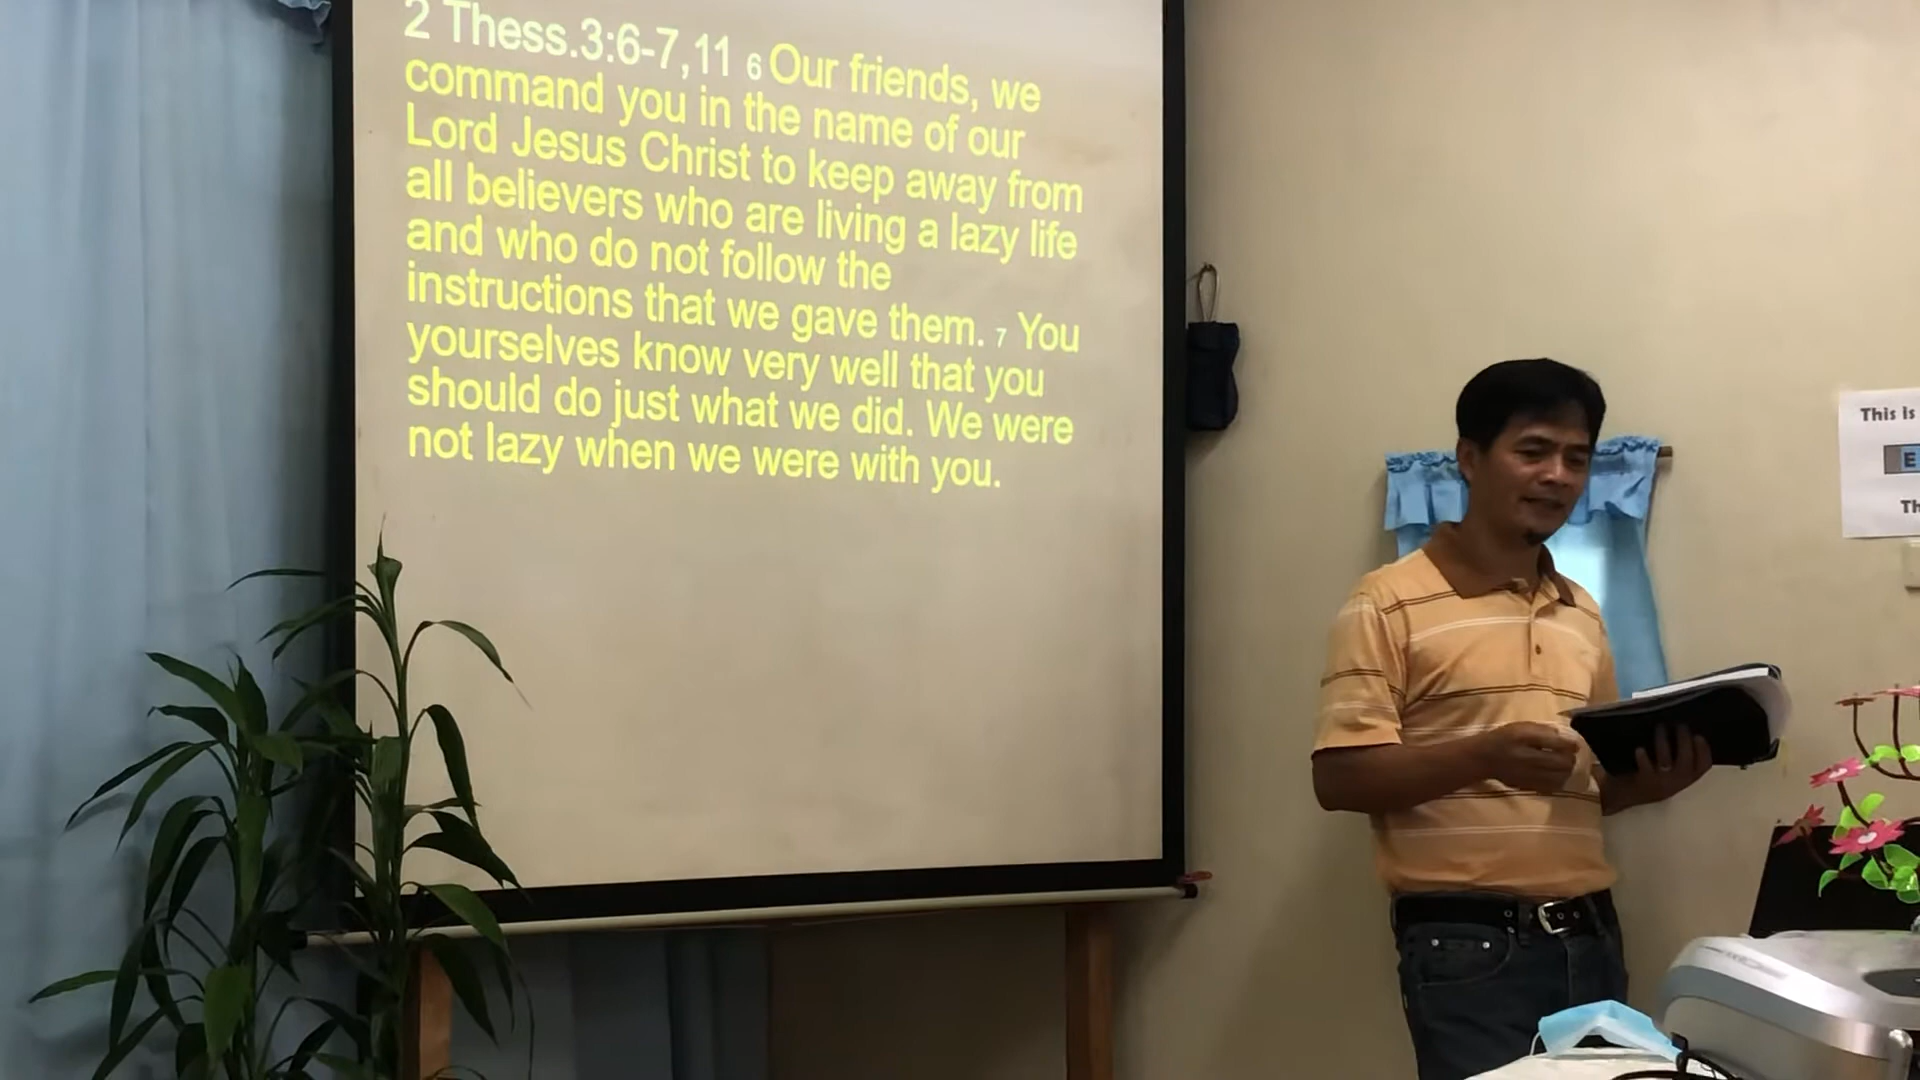 2 Thess.3:6-7,11 6 Our friends, we
command you in the name of our
Lord Jesus Christ to keep away from
all believers who are living a lazy life
and who do not follow the
instructions that we gave them. 7 You
yourselves know very well that you
should do just what we did. We were
not lazy when we were with you.
This is
E
Th